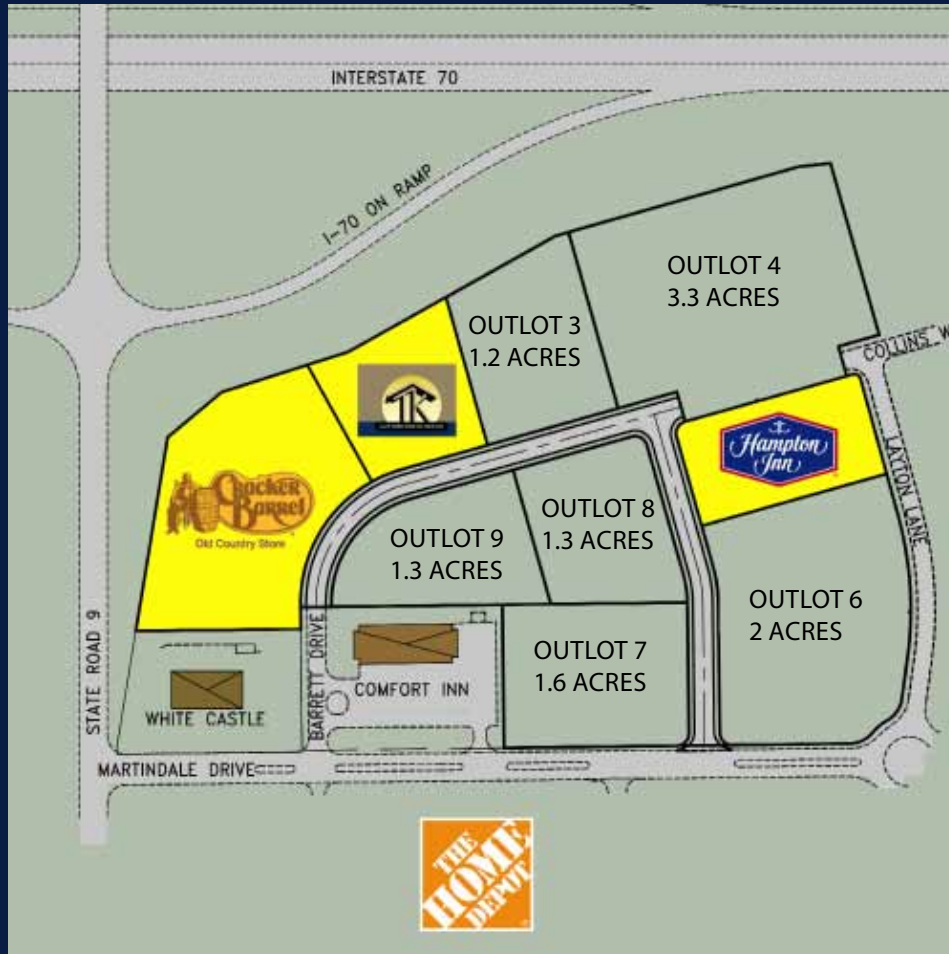 INTERSTATE 70
I-70 ON RAMP
OUTLOT 4
3.3 ACRES
OUTLOT 3
1.2 ACRES
COLLINS W
TK
Hampton
Inn
LAYTON LANE
Cracker
Barrel
Old Country Store
OUTLOT 8
1.3 ACRES
OUTLOT 9
1.3 ACRES
OUTLOT 6
2 ACRES
STATE ROAD 9
BARRETT DRIVE
OUTLOT 7
1.6 ACRES
COMFORT INN
WHITE CASTLE
MARTINDALE DRIVE
THE
HOME
DEPOT